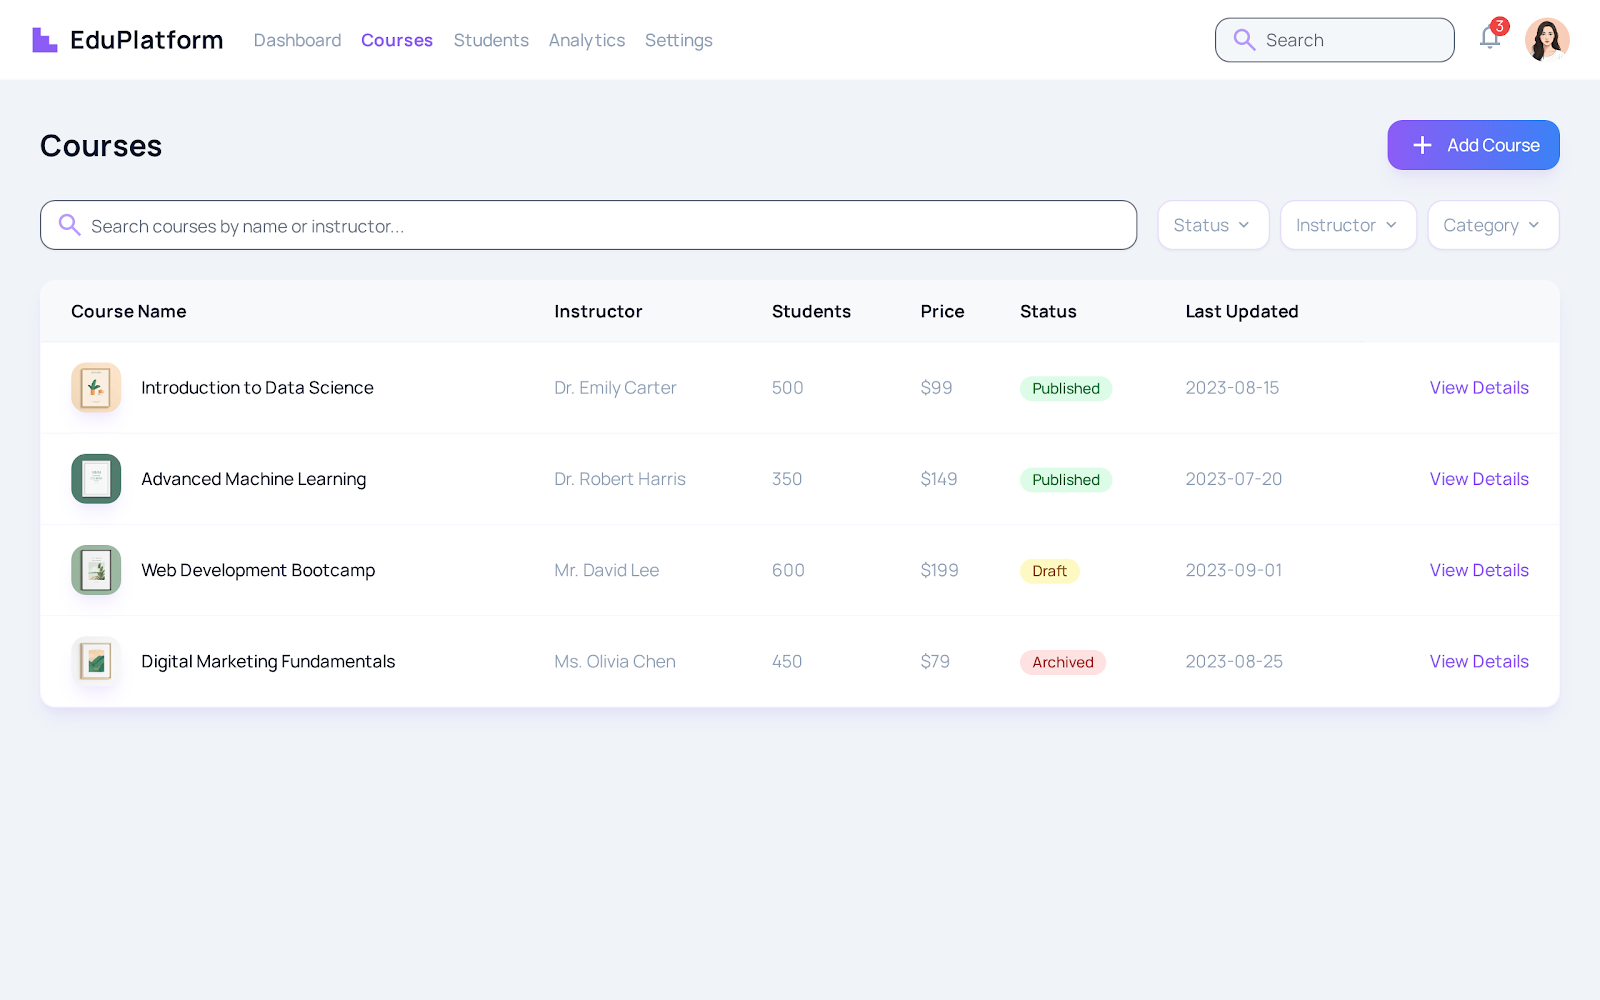 EduPlatform
Dashboard Courses Students Analytics Settings
Search
3
Courses
Add Course
Search courses by name or instructor...
Status
Instructor
Category
Course Name Instructor Students Price Status Last Updated
Introduction to Data Science Dr. Emily Carter 500 $99 Published 2023-08-15 View Details
Advanced Machine Learning Dr. Robert Harris 350 $149 Published 2023-07-20 View Details
Web Development Bootcamp Mr. David Lee 600 $199 Draft 2023-09-01 View Details
Digital Marketing Fundamentals Ms. Olivia Chen 450 $79 Archived 2023-08-25 View Details